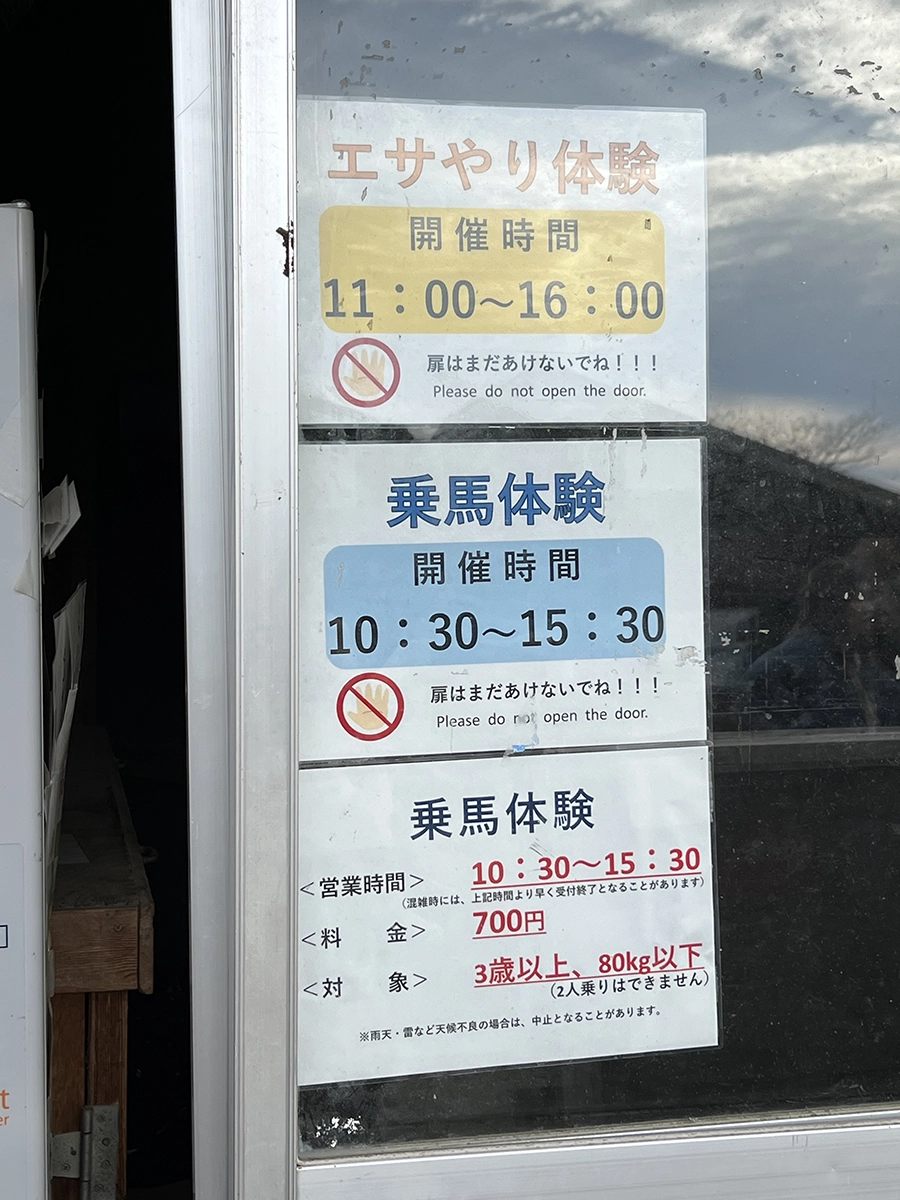 エサやり体験
開催時間
11：00～16：00
扉はまだあけないでね！！！
Please do not open the door.
乗馬体験
開催時間
10：30～15：30
扉はまだあけないでね！！！
Please do not open the door.
乗馬体験
＜営業時間＞ 10：30～15：30
（混雑時には、上記時間より早く受付終了となることがあります）
＜料　　金＞ 700円
＜対　　象＞ 3歳以上、80kg以下
（2人乗りはできません）
※雨天・雷など天候不良の場合は、中止となることがあります。
t
er